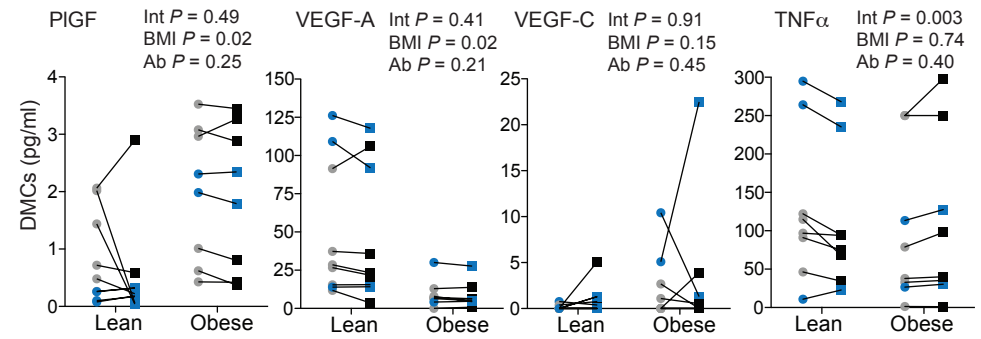 PlGF
Int P = 0.49
BMI P = 0.02
Ab P = 0.25
VEGF-A
Int P = 0.41
BMI P = 0.02
Ab P = 0.21
VEGF-C
Int P = 0.91
BMI P = 0.15
Ab P = 0.45
TNFα
Int P = 0.003
BMI P = 0.74
Ab P = 0.40
DMCs (pg/ml)
4
3
2
1
0
Lean
Obese
150
125
100
75
50
25
0
Lean
Obese
25
20
15
10
5
0
Lean
Obese
300
250
200
150
100
50
0
Lean
Obese